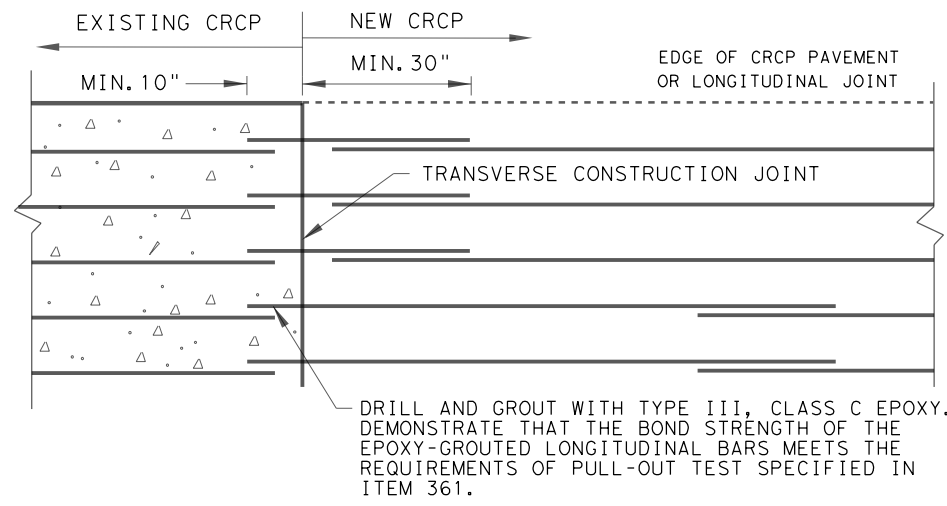 EXISTING CRCP
NEW CRCP
MIN. 10"
MIN. 30"
EDGE OF CRCP PAVEMENT
OR LONGITUDINAL JOINT
TRANSVERSE CONSTRUCTION JOINT
DRILL AND GROUT WITH TYPE III, CLASS C EPOXY.
DEMONSTRATE THAT THE BOND STRENGTH OF THE
EPOXY-GROUTED LONGITUDINAL BARS MEETS THE
REQUIREMENTS OF PULL-OUT TEST SPECIFIED IN
ITEM 361.